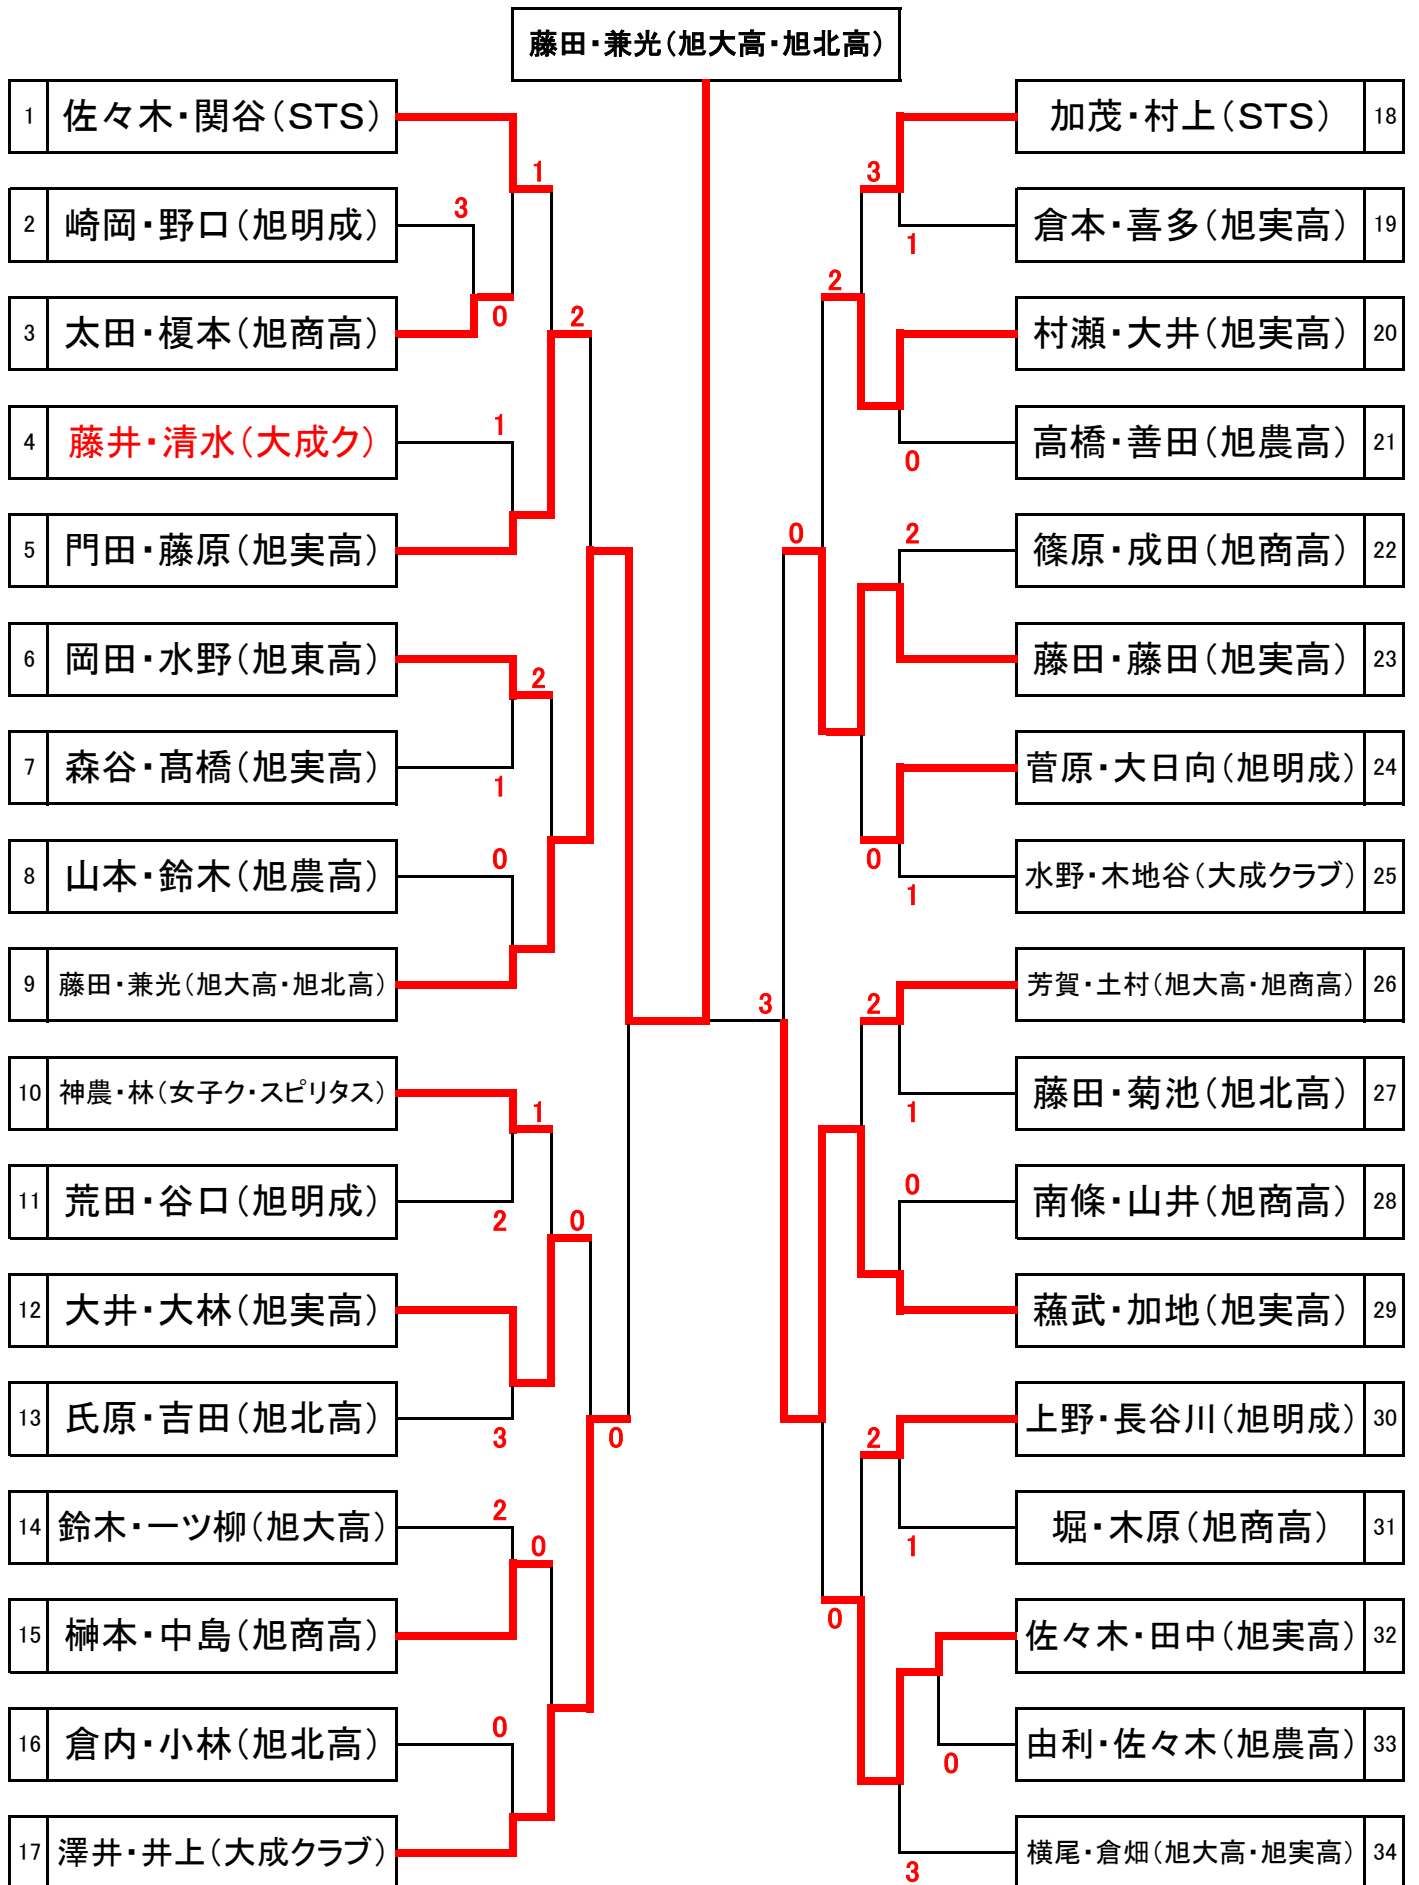 藤田・兼光(旭大高・旭北高)
1 佐々木・関谷(STS)
1
2 崎岡・野口(旭明成)
3
3 太田・榎本(旭商高)
0
2
4 藤井・清水(大成ク)
1
5 門田・藤原(旭実高)
6 岡田・水野(旭東高)
2
7 森谷・髙橋(旭実高)
1
8 山本・鈴木(旭農高)
0
9 藤田・兼光(旭大高・旭北高)
10 神農・林(女子ク・スピリタス)
1
11 荒田・谷口(旭明成)
2
0
12 大井・大林(旭実高)
13 氏原・吉田(旭北高)
3
0
14 鈴木・一ツ柳(旭大高)
2
0
15 榊本・中島(旭商高)
16 倉内・小林(旭北高)
0
17 澤井・井上(大成クラブ)
加茂・村上(STS) 18
3
倉本・喜多(旭実高) 19
1
2
村瀬・大井(旭実高) 20
高橋・善田(旭農高) 21
0
0
2
篠原・成田(旭商高) 22
藤田・藤田(旭実高) 23
菅原・大日向(旭明成) 24
0
水野・木地谷(大成クラブ) 25
1
3
2
芳賀・土村(旭大高・旭商高) 26
藤田・菊池(旭北高) 27
1
0
南條・山井(旭商高) 28
蘓武・加地(旭実高) 29
上野・長谷川(旭明成) 30
2
堀・木原(旭商高) 31
1
0
佐々木・田中(旭実高) 32
由利・佐々木(旭農高) 33
0
横尾・倉畑(旭大高・旭実高) 34
3